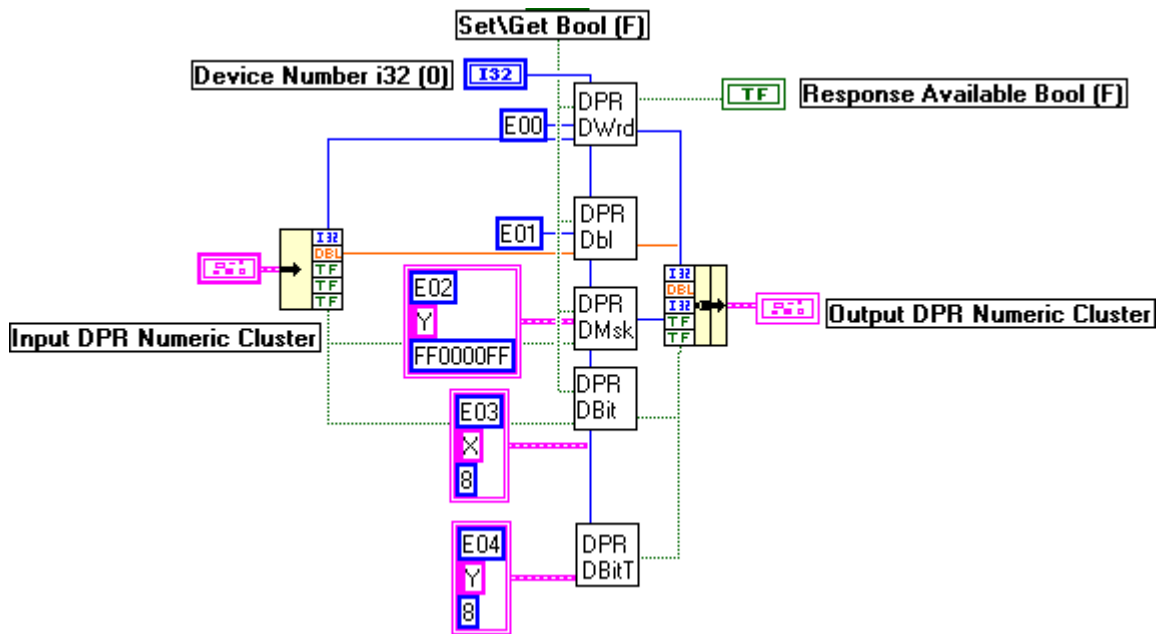 Set\Get Bool (F)
Device Number i32 (0)
I32
TF
Response Available Bool (F)
DPR
DWrd
E00
DPR
Dbl
E01
I32
DBL
TF
TF
TF
Input DPR Numeric Cluster
E02
Y
FF0000FF
DPR
DMsk
I32
DBL
I32
TF
TF
Output DPR Numeric Cluster
DPR
DBit
E03
X
8
DPR
DBitT
E04
Y
8